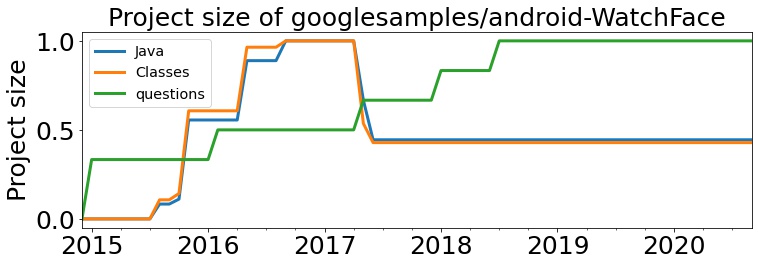 Project size of googlesamples/android-WatchFace
Project size
1.0
0.5
0.0
Java
Classes
questions
2015 2016 2017 2018 2019 2020